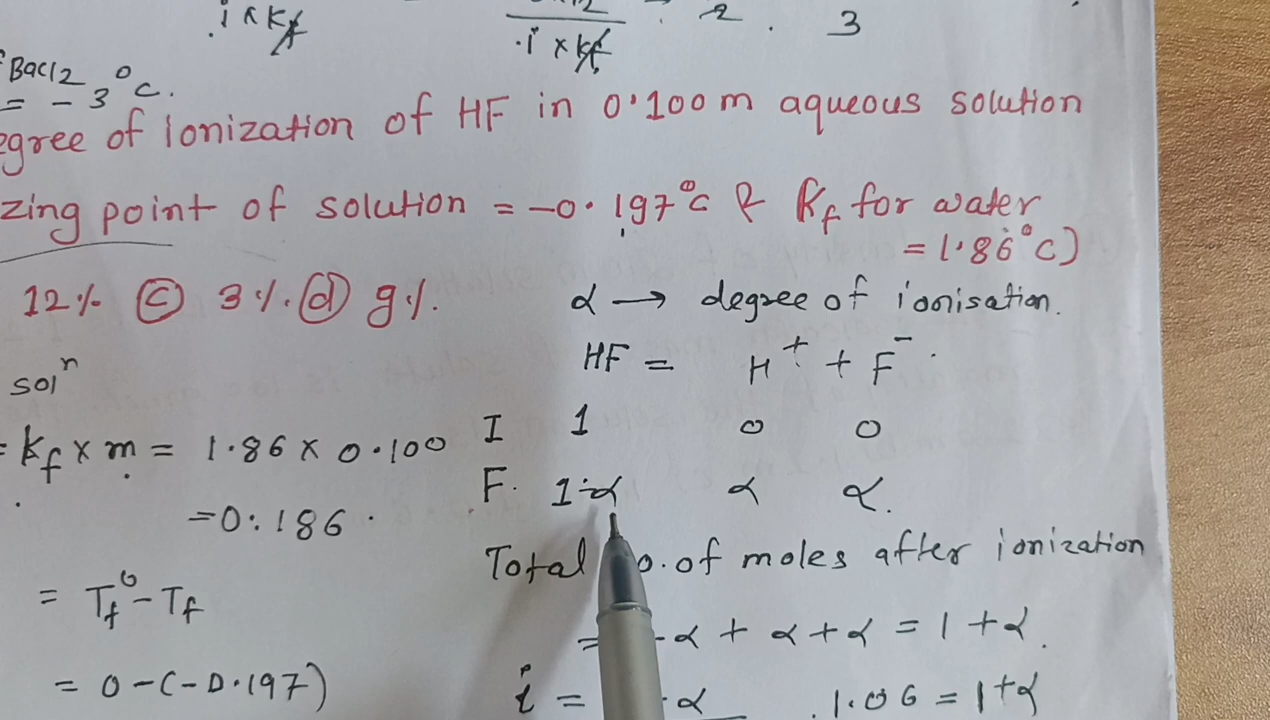 i × Kf
i × Kf
2 . 3
BaCl2
= - 3°C.
egree of ionization of HF in 0.100m aqueous solution
zing point of solution = -0.197°C & Kf for water
= 1.86°C)
12% (C) 3%. (d) 9%.
α → degree of ionisation.
HF = H+ + F-
I 1 0 0
F. 1-α α α.
solⁿ
= Kf × m = 1.86 × 0.100
= 0.186
Total o. of moles after ionization
= -α + α + α = 1 + α.
= Tf° - Tf
= 0 - (-0.197)
i = α 1.06 = 1 + α